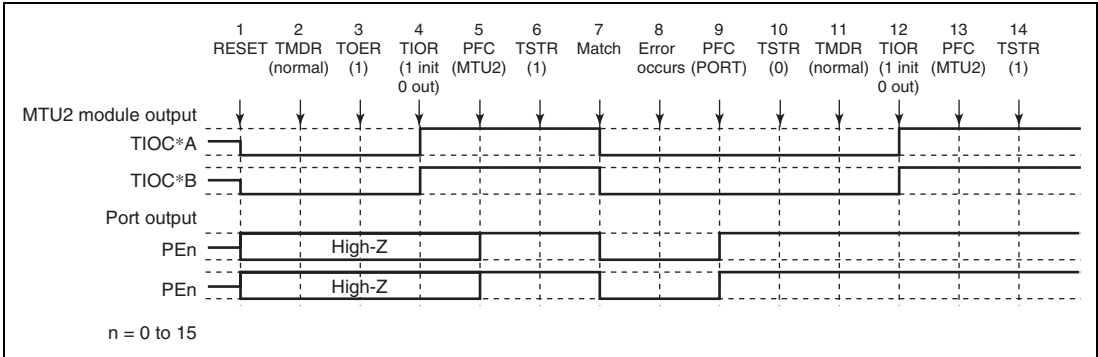 1 2 3 4 5 6 7 8 9 10 11 12 13 14
RESET TMDR TOER TIOR PFC TSTR Match Error PFC TSTR TMDR TIOR PFC TSTR
(normal) (1) (1 init (MTU2) (1) occurs (PORT) (0) (normal) (1 init (MTU2) (1)
0 out) 0 out)
MTU2 module output
TIOC*A
TIOC*B
Port output
PEn High-Z
PEn High-Z
n = 0 to 15